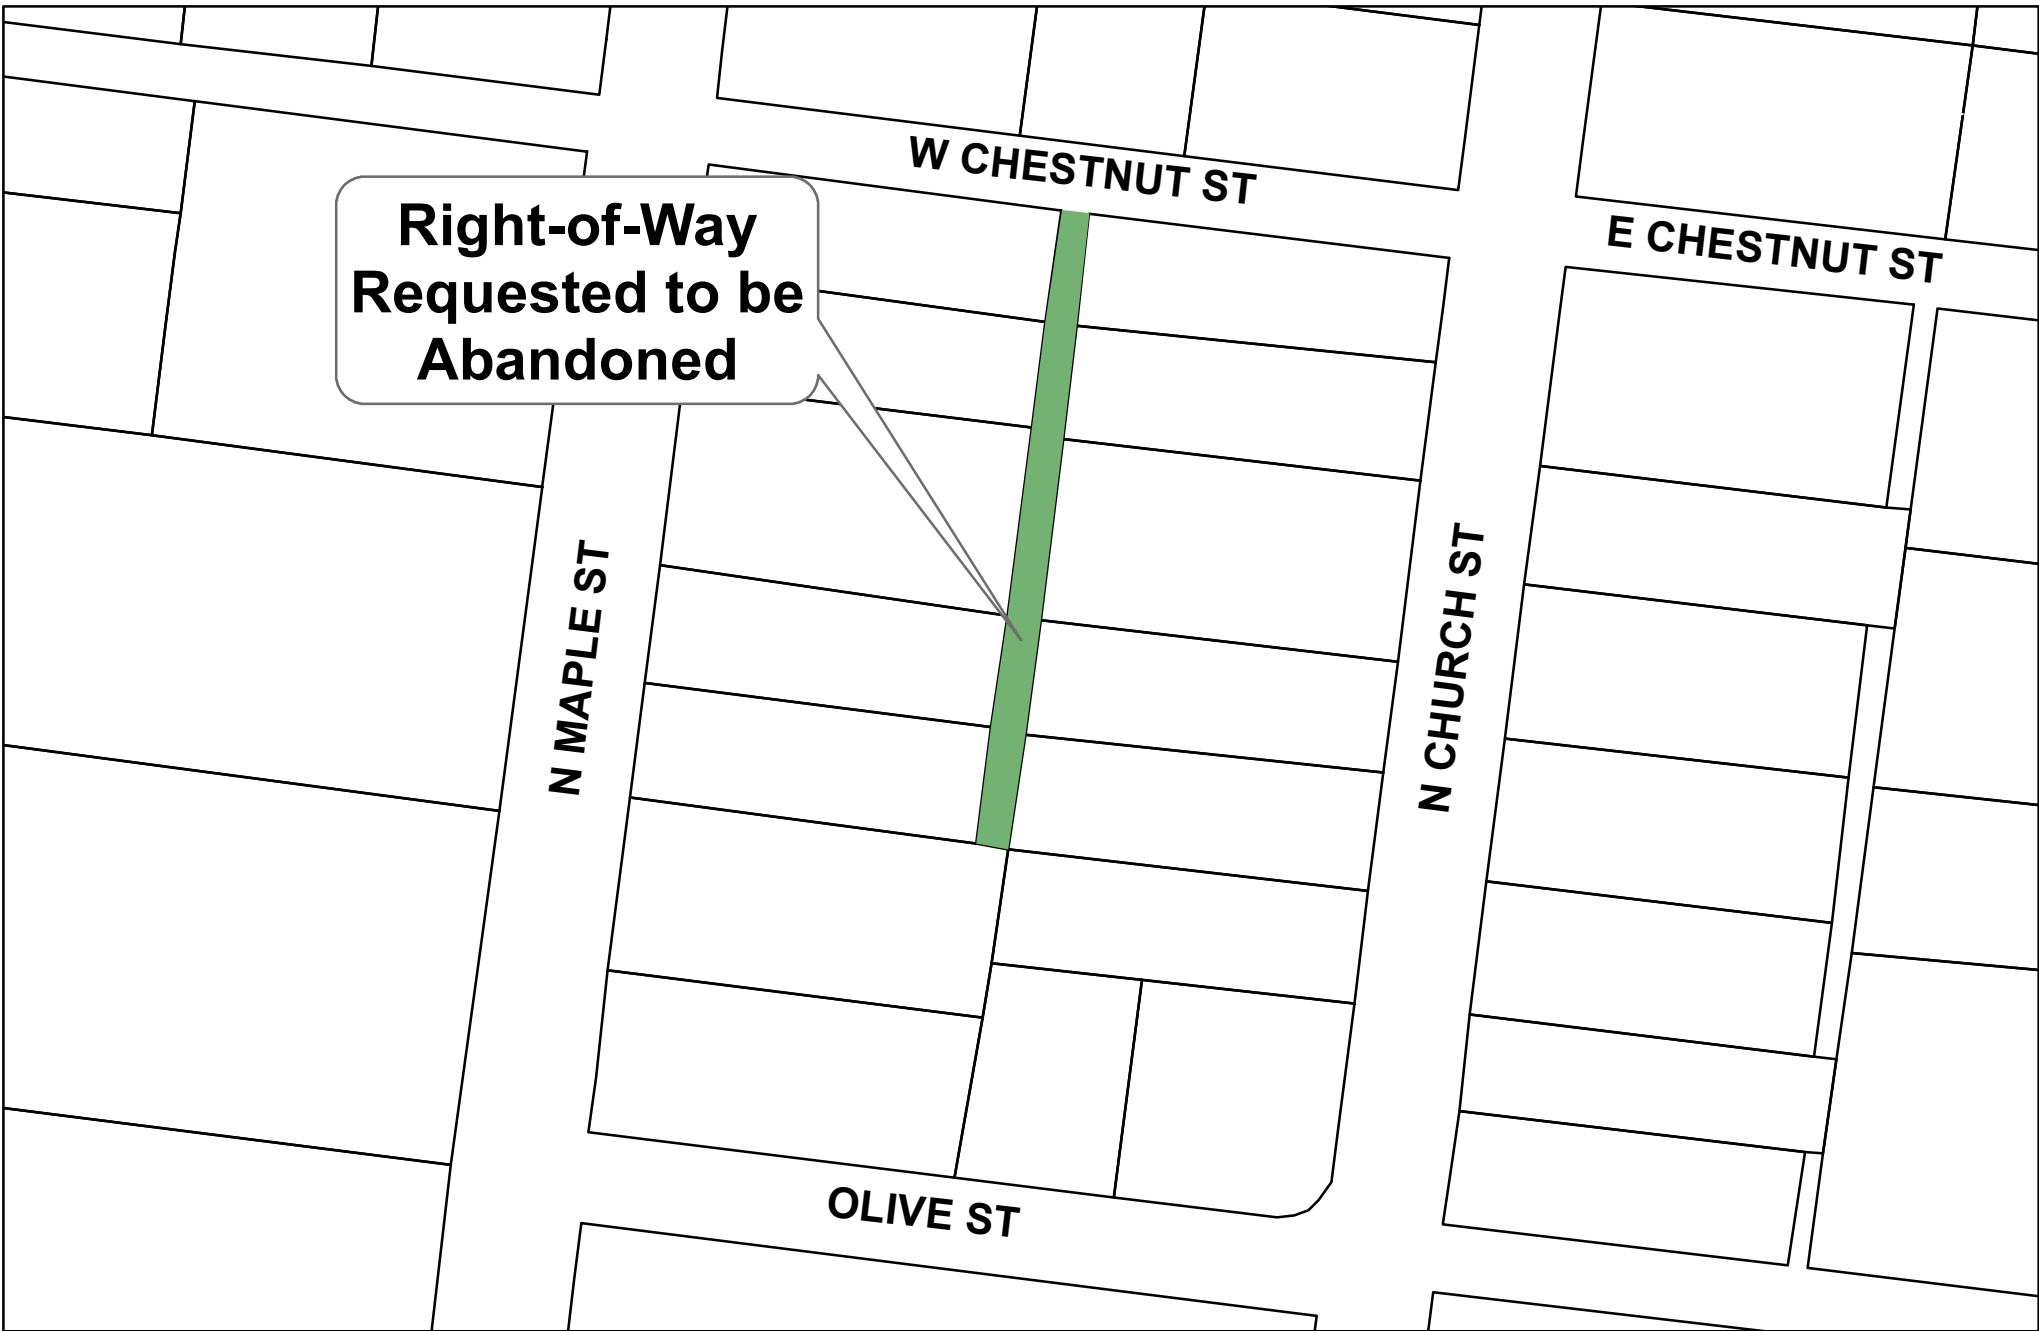 W CHESTNUT ST
Right-of-Way
Requested to be
Abandoned
E CHESTNUT ST
N MAPLE ST
N CHURCH ST
OLIVE ST